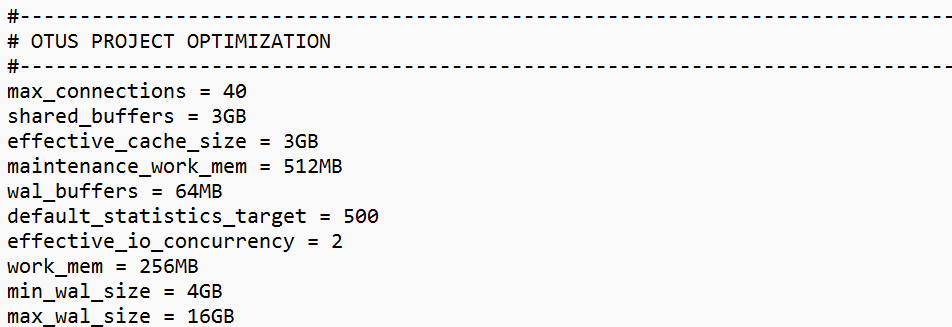 #------------------------------------------------------------------------------
# OTUS PROJECT OPTIMIZATION
#------------------------------------------------------------------------------
max_connections = 40
shared_buffers = 3GB
effective_cache_size = 3GB
maintenance_work_mem = 512MB
wal_buffers = 64MB
default_statistics_target = 500
effective_io_concurrency = 2
work_mem = 256MB
min_wal_size = 4GB
max_wal_size = 16GB